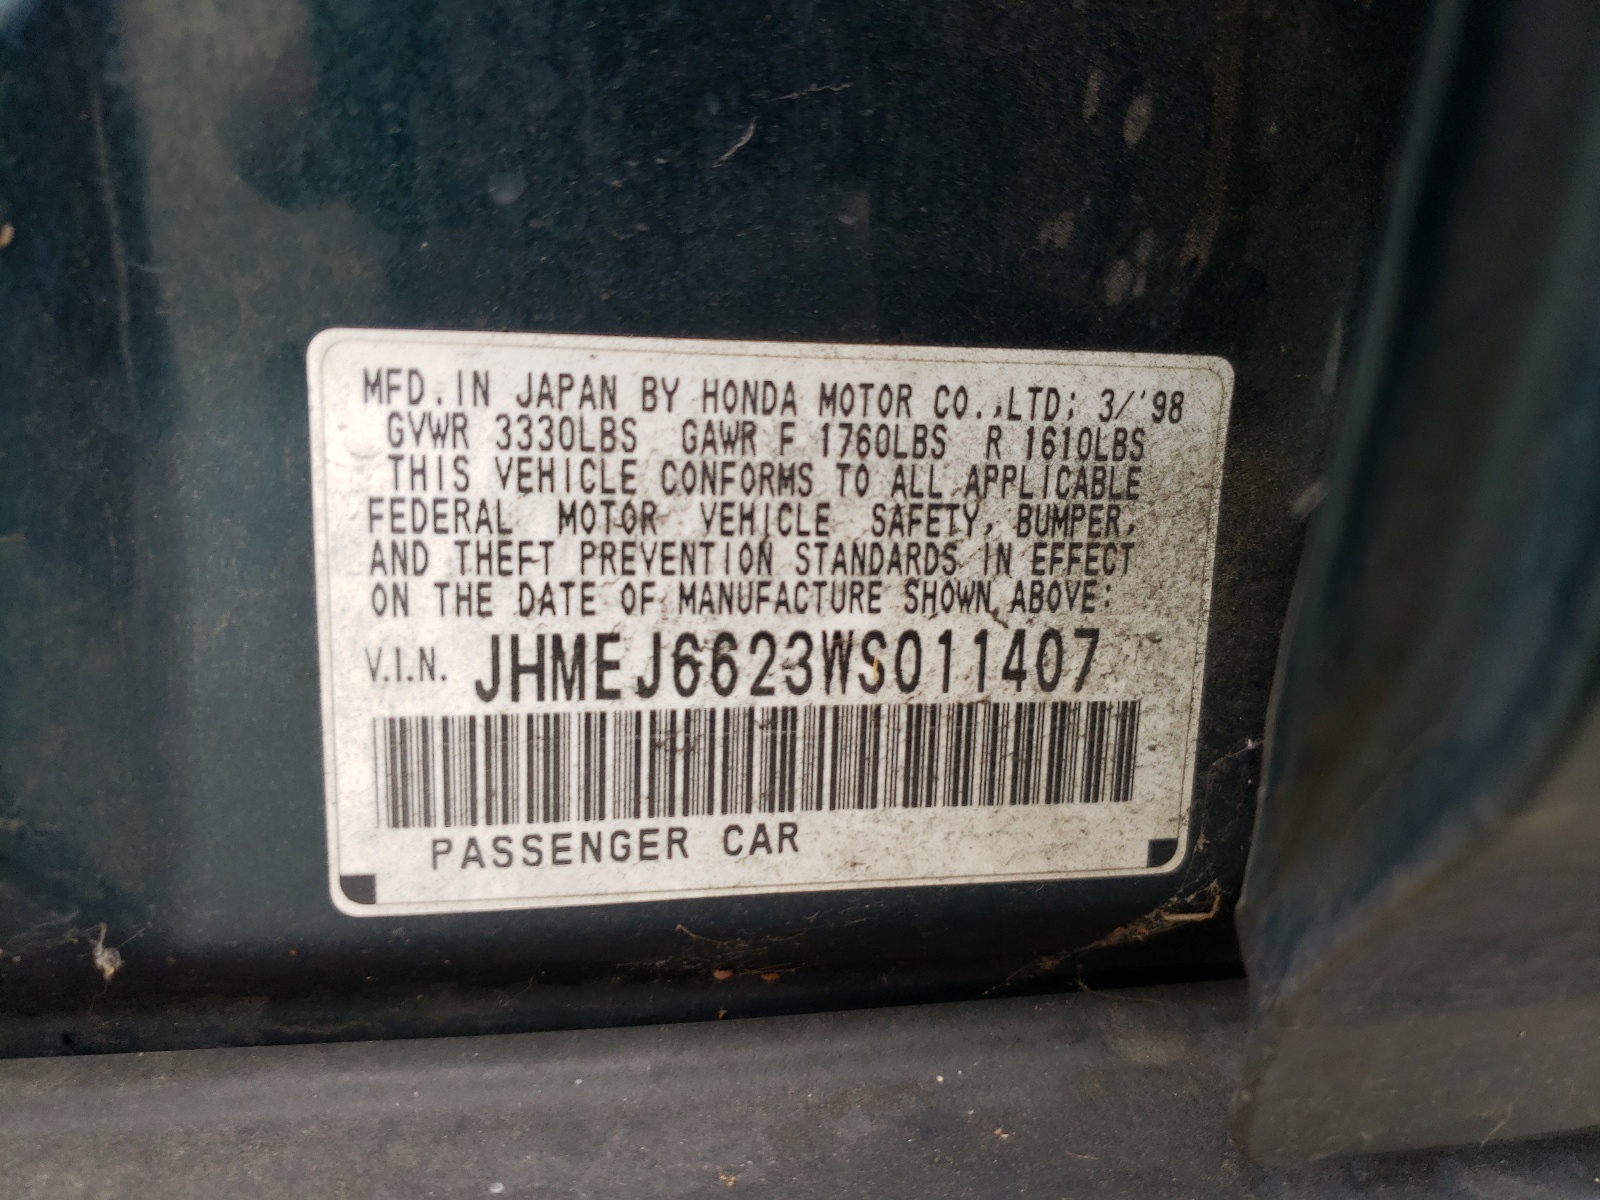 MFD. IN JAPAN BY HONDA MOTOR CO.,LTD; 3/'98
GVWR 3330LBS GAWR F 1760LBS R 1610LBS
THIS VEHICLE CONFORMS TO ALL APPLICABLE
FEDERAL MOTOR VEHICLE SAFETY, BUMPER,
AND THEFT PREVENTION STANDARDS IN EFFECT
ON THE DATE OF MANUFACTURE SHOWN ABOVE:
V.I.N. JHMEJ6623WS011407
PASSENGER CAR